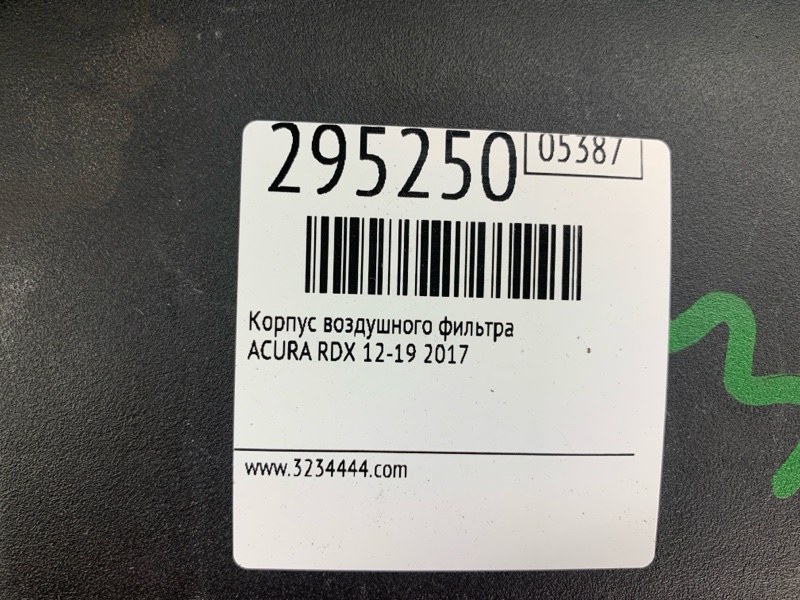 295250
05387
Корпус воздушного фильтра
ACURA RDX 12-19 2017
www.3234444.com